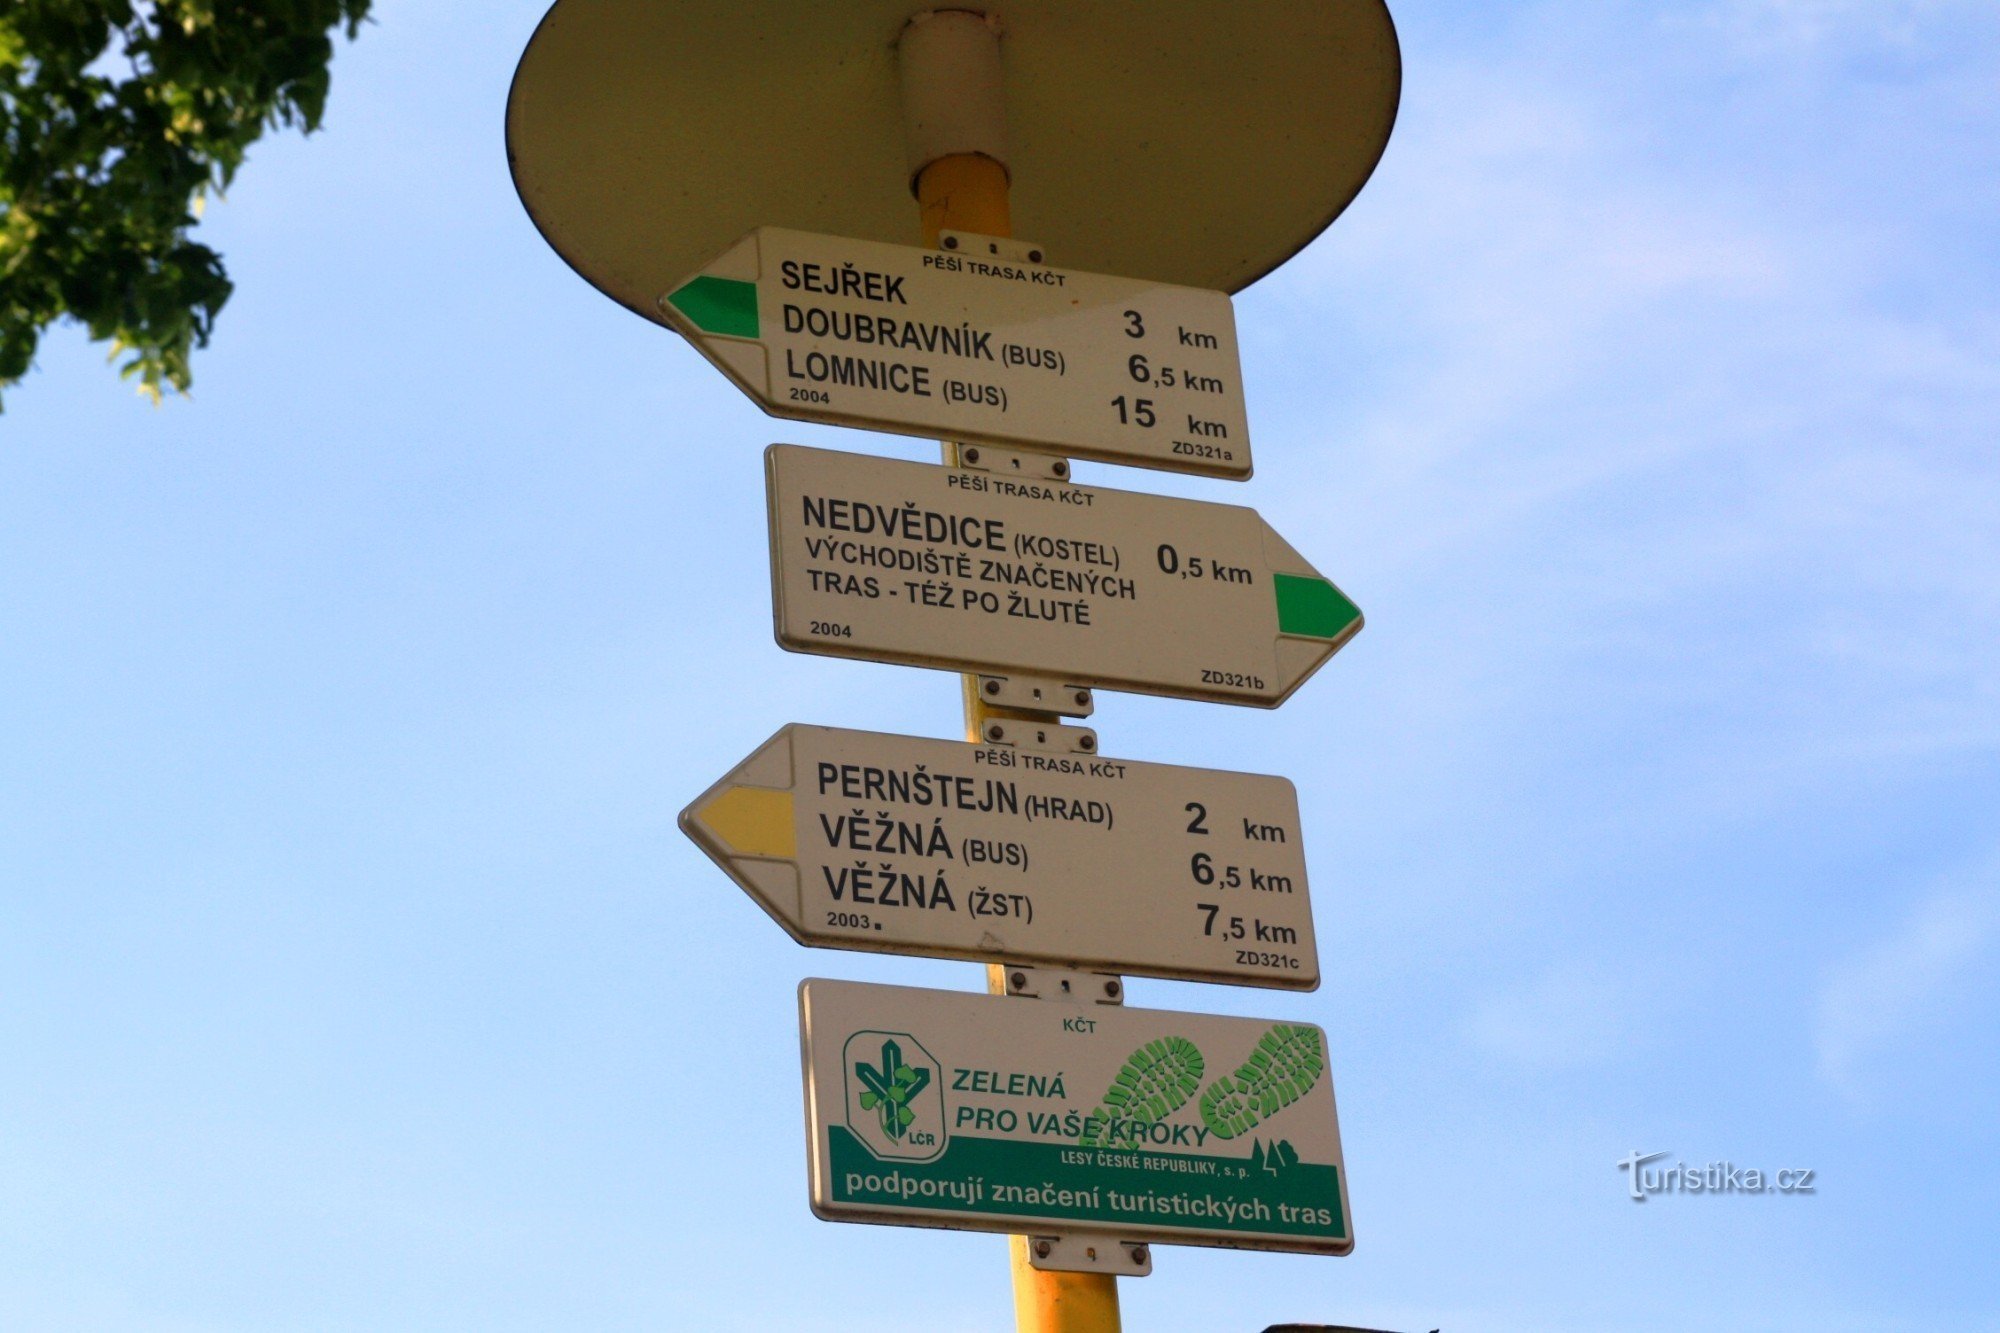 PĚŠÍ TRASA KČT
SEJŘEK 3 km
DOUBRAVNÍK (BUS) 6,5 km
LOMNICE (BUS) 15 km
2004 ZD321a
PĚŠÍ TRASA KČT
NEDVĚDICE (KOSTEL) 0,5 km
VÝCHODIŠTĚ ZNAČENÝCH
TRAS - TÉŽ PO ŽLUTÉ
2004 ZD321b
PĚŠÍ TRASA KČT
PERNŠTEJN (HRAD) 2 km
VĚŽNÁ (BUS) 6,5 km
VĚŽNÁ (ŽST) 7,5 km
2003. ZD321c
KČT
ZELENÁ
PRO VAŠE KROKY
LČR
LESY ČESKÉ REPUBLIKY, s. p.
podporují značení turistických tras
Turistika.cz